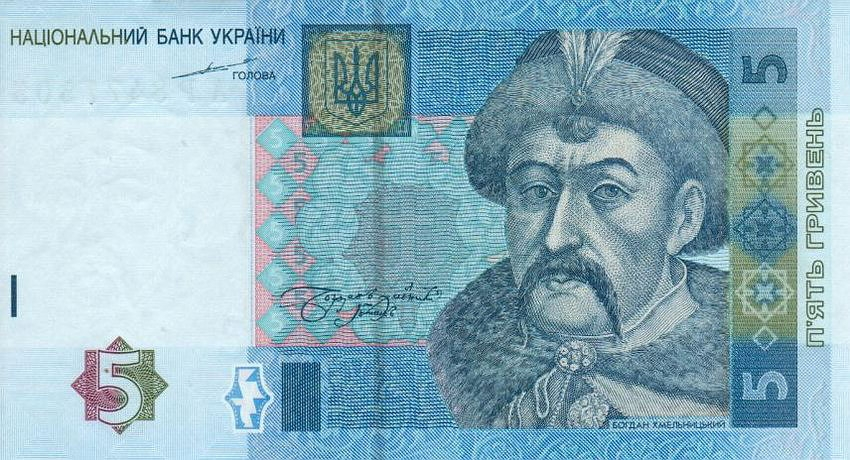 НАЦІОНАЛЬНИЙ БАНК УКРАЇНИ
ГОЛОВА
5
П'ЯТЬ ГРИВЕНЬ
5
5
БОГДАН ХМЕЛЬНИЦЬКИЙ